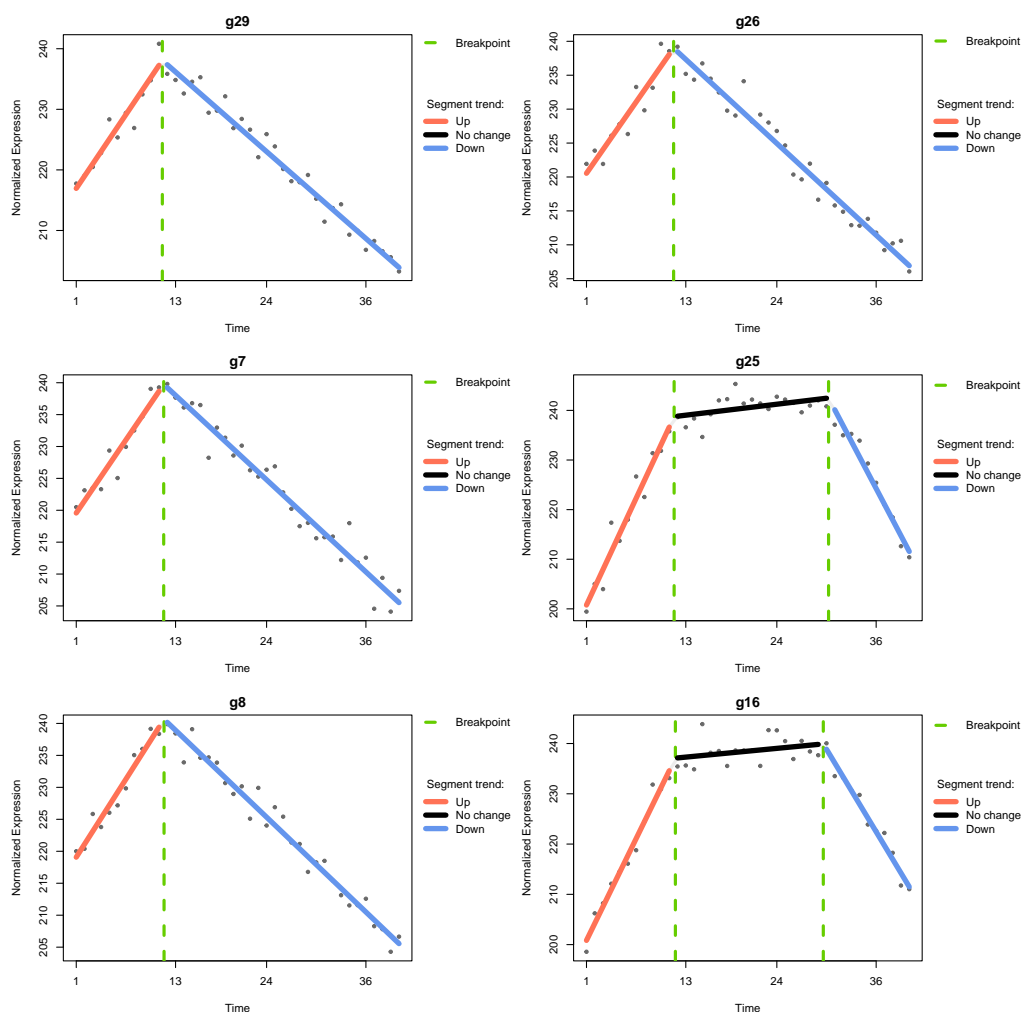 g29
Normalized Expression
240
230
220
210
1
13
24
36
Time
Breakpoint
Segment trend:
Up
No change
Down
g26
Normalized Expression
240
235
230
225
220
215
210
205
1
13
24
36
Time
Breakpoint
Segment trend:
Up
No change
Down
g7
Normalized Expression
240
235
230
225
220
215
210
205
1
13
24
36
Time
Breakpoint
Segment trend:
Up
No change
Down
g25
Normalized Expression
240
230
220
210
200
1
13
24
36
Time
Breakpoint
Segment trend:
Up
No change
Down
g8
Normalized Expression
240
235
230
225
220
215
210
205
1
13
24
36
Time
Breakpoint
Segment trend:
Up
No change
Down
g16
Normalized Expression
240
230
220
210
200
1
13
24
36
Time
Breakpoint
Segment trend:
Up
No change
Down